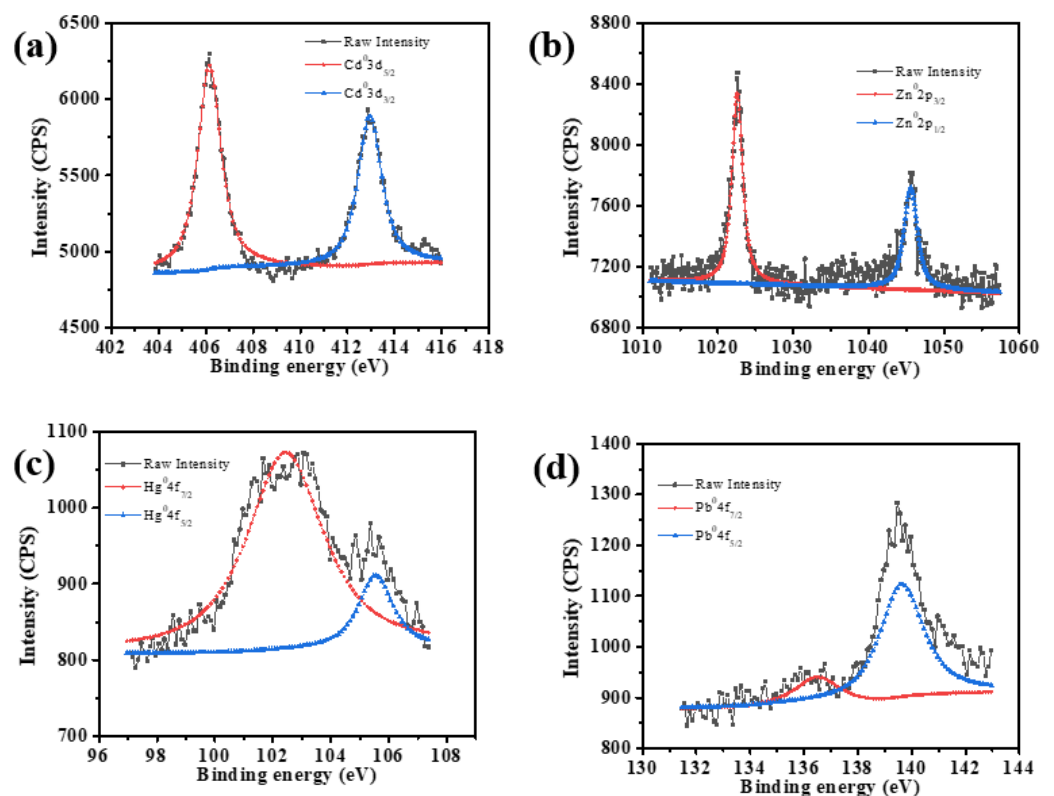 (a)
6500
6000
5500
5000
4500
Intensity (CPS)
Raw Intensity
Cd⁰3d₅/₂
Cd⁰3d₃/₂
402 404 406 408 410 412 414 416 418
Binding energy (eV)
(b)
8800
8400
8000
7600
7200
6800
Intensity (CPS)
Raw Intensity
Zn⁰2p₃/₂
Zn⁰2p₁/₂
1010 1020 1030 1040 1050 1060
Binding energy (eV)
(c)
1100
1000
900
800
700
Intensity (CPS)
Raw Intensity
Hg⁰4f₇/₂
Hg⁰4f₅/₂
96 98 100 102 104 106 108
Binding energy (eV)
(d)
1400
1300
1200
1100
1000
900
800
Intensity (CPS)
Raw Intensity
Pb⁰4f₇/₂
Pb⁰4f₅/₂
130 132 134 136 138 140 142 144
Binding energy (eV)